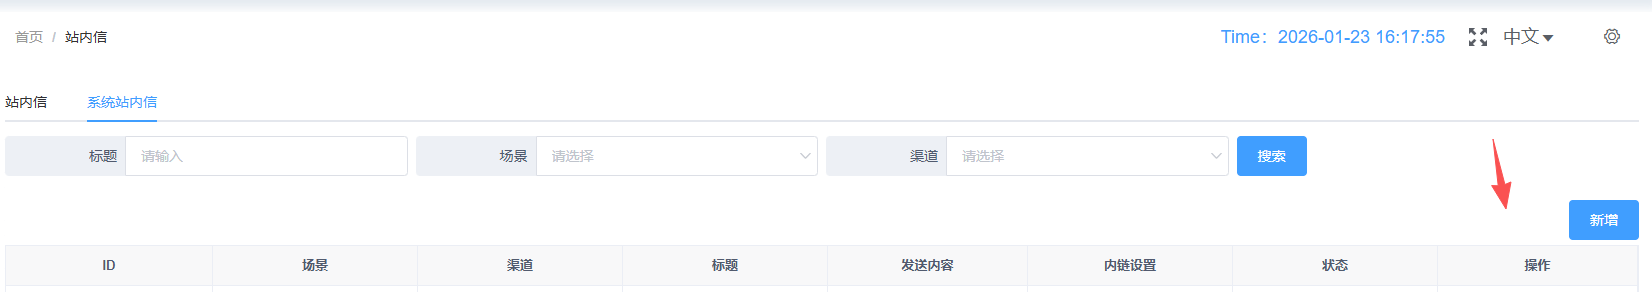 首页 / 站内信 Time： 2026-01-23 16:17:55 中文
站内信 系统站内信
标题 请输入 场景 请选择 渠道 请选择 搜索
新增
ID 场景 渠道 标题 发送内容 内链设置 状态 操作